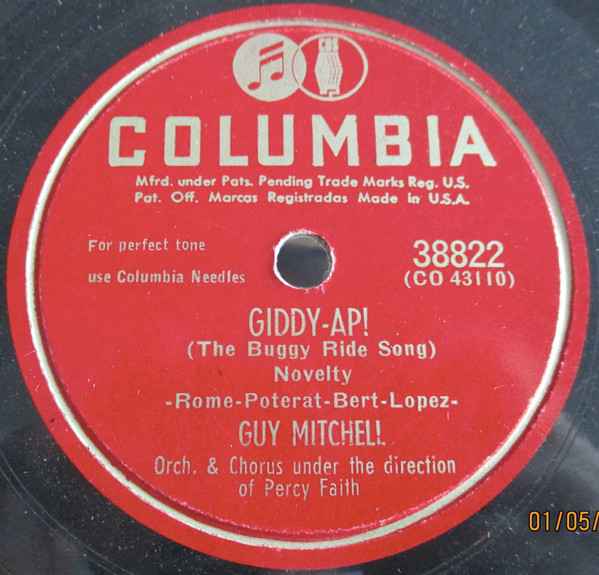 CBS
COLUMBIA
Mfrd. under Pats. Pending Trade Marks Reg. U.S.
Pat. Off. Marcas Registradas Made in U.S.A.
For perfect tone
use Columbia Needles
38822
(CO 43110)
GIDDY-AP!
(The Buggy Ride Song)
Novelty
-Rome-Poterat-Bert-Lopez-
GUY MITCHELL
Orch. & Chorus under the direction
of Percy Faith
01/05/